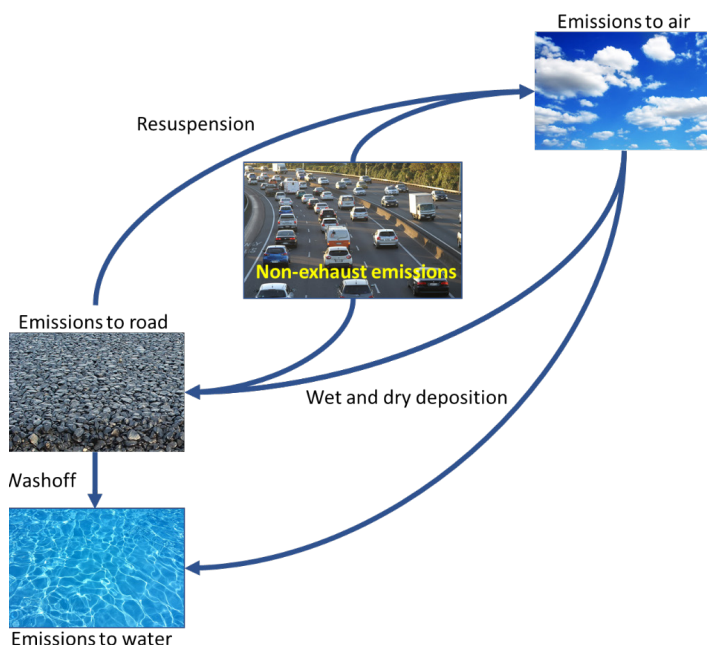 Emissions to air
Resuspension
Non-exhaust emissions
Emissions to road
Wet and dry deposition
Washoff
Emissions to water